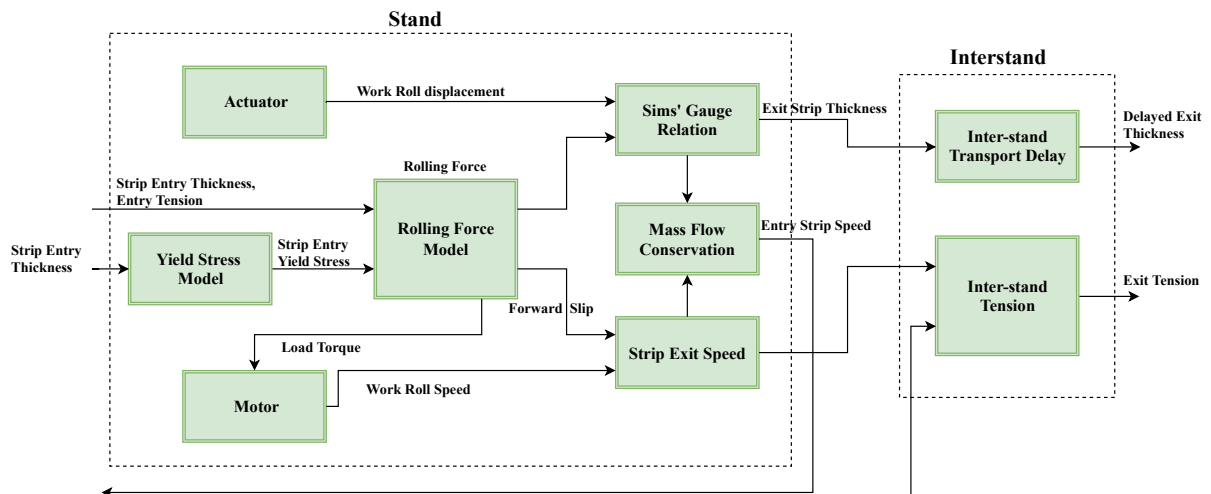 Stand
Interstand
Actuator
Work Roll displacement
Sims' Gauge
Relation
Exit Strip Thickness
Inter-stand
Transport Delay
Delayed Exit
Thickness
Rolling Force
Strip Entry Thickness,
Entry Tension
Rolling Force
Model
Mass Flow
Conservation
Entry Strip Speed
Strip Entry
Thickness
Yield Stress
Model
Strip Entry
Yield Stress
Inter-stand
Tension
Exit Tension
Forward Slip
Load Torque
Strip Exit Speed
Motor
Work Roll Speed